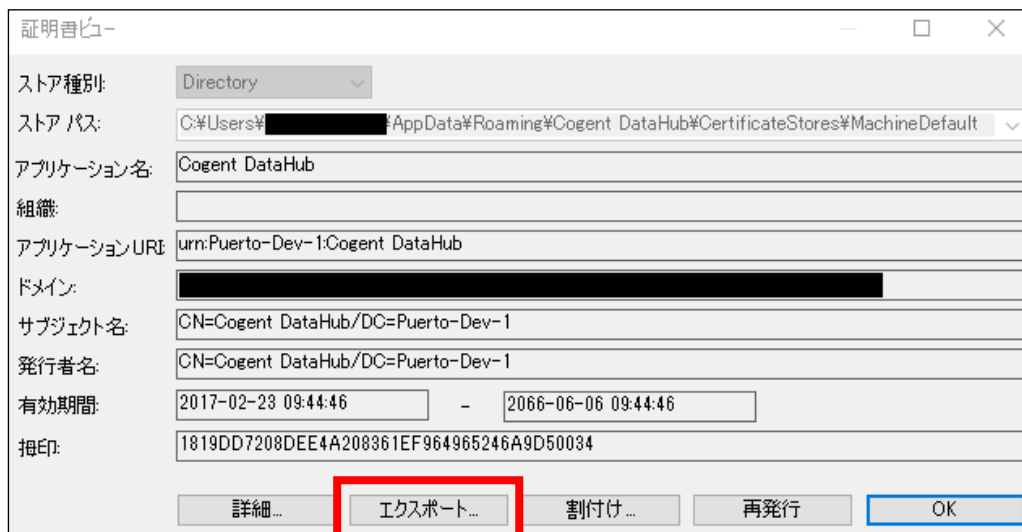 証明書ビュー
ストア種別: Directory
ストア パス: C:¥Users¥ ¥AppData¥Roaming¥Cogent DataHub¥CertificateStores¥MachineDefault
アプリケーション名: Cogent DataHub
組織:
アプリケーションURI: urn:Puerto-Dev-1:Cogent DataHub
ドメイン:
サブジェクト名: CN=Cogent DataHub/DC=Puerto-Dev-1
発行者名: CN=Cogent DataHub/DC=Puerto-Dev-1
有効期間: 2017-02-23 09:44:46 - 2066-06-06 09:44:46
拇印: 1819DD7208DEE4A208361EF964965246A9D50034
詳細... エクスポート... 割付け... 再発行 OK